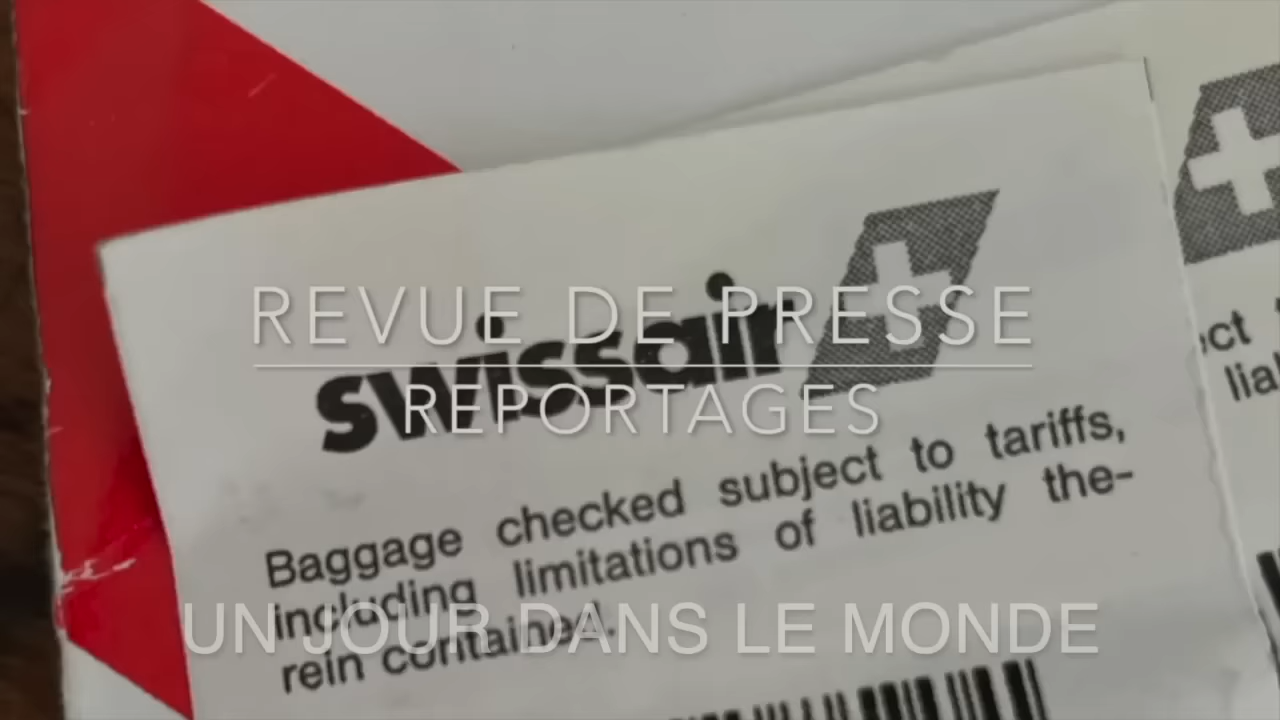 REVUE DE PRESSE
swissair
REPORTAGES
Baggage checked subject to tariffs,
including limitations of liability the-
rein contained.
UN JOUR DANS LE MONDE
ct
lia